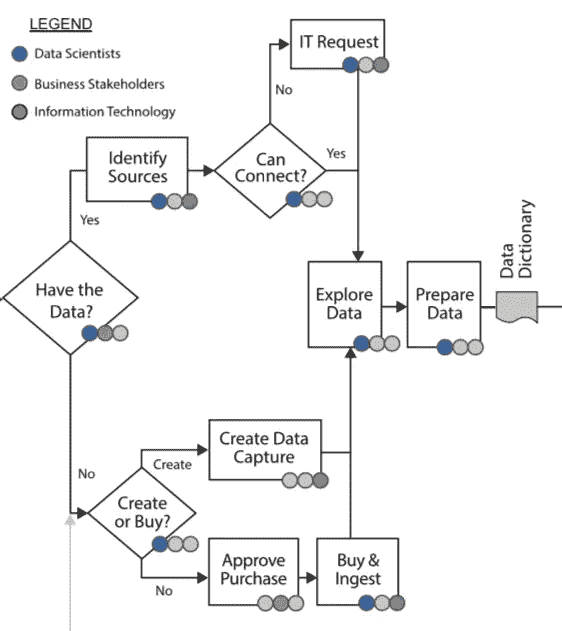 LEGEND
Data Scientists
Business Stakeholders
Information Technology
IT Request
No
Identify
Sources
Can
Connect?
Yes
Yes
Have the
Data?
Explore
Data
Prepare
Data
Data
Dictionary
No
Create Data
Capture
Create
Create
or Buy?
No
Approve
Purchase
Buy &
Ingest